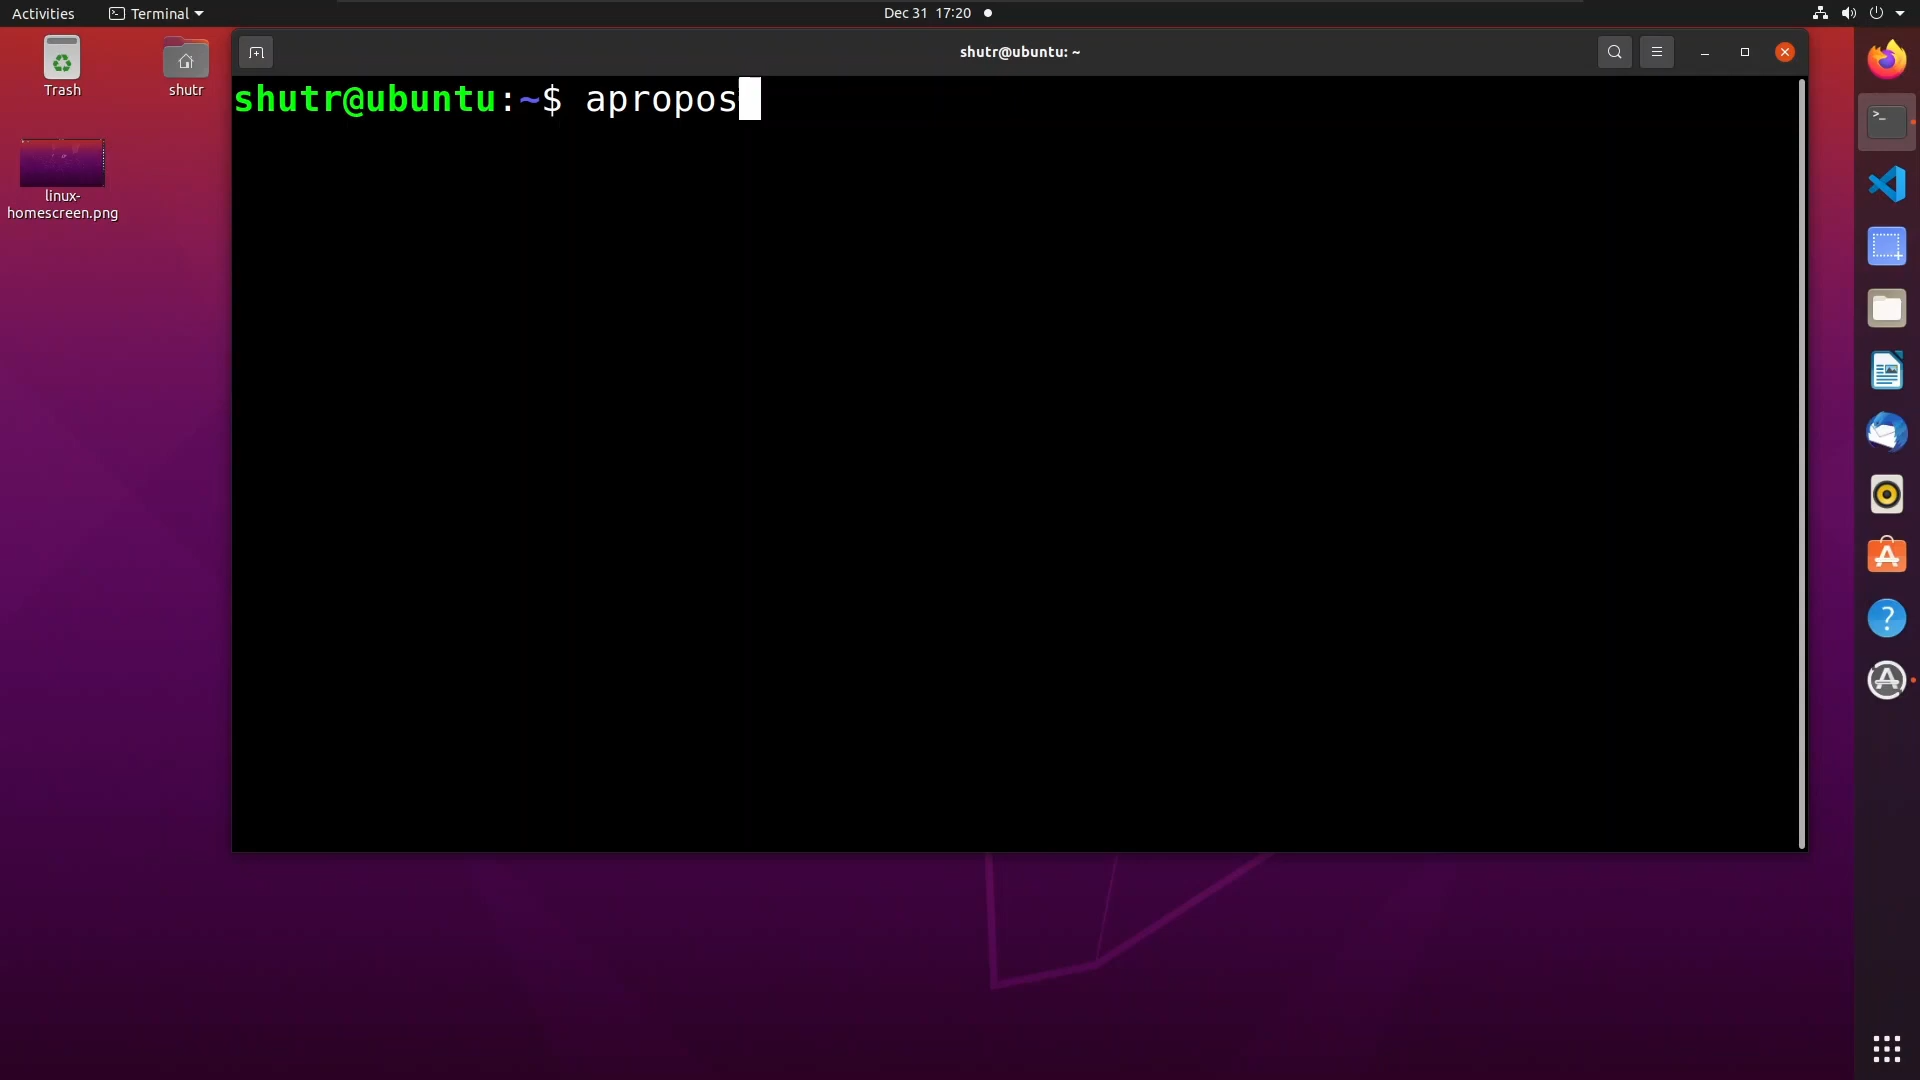 Activities Terminal Dec 31 17:20
shutr@ubuntu: ~
Trash
shutr
linux-
homescreen.png
shutr@ubuntu:~$ apropos